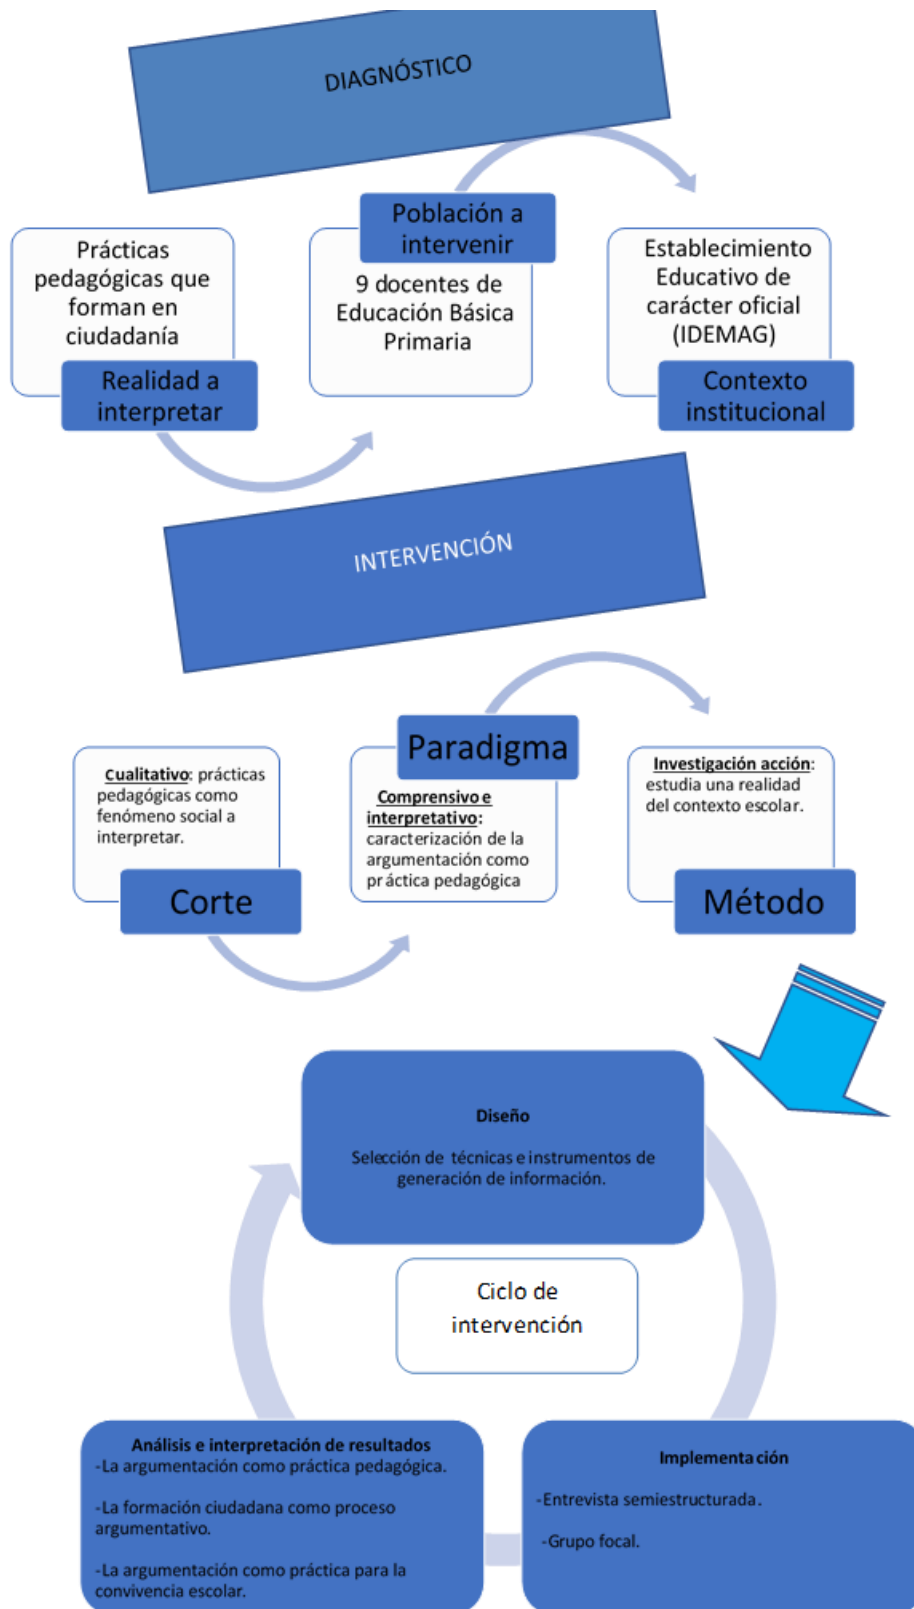 DIAGNÓSTICO
Prácticas
pedagógicas que
forman en
ciudadanía
Realidad a
interpretar
Población a
intervenir
9 docentes de
Educación Básica
Primaria
Establecimiento
Educativo de
carácter oficial
(IDEMAG)
Contexto
institucional
INTERVENCIÓN
Cualitativo: prácticas
pedagógicas como
fenómeno social a
interpretar.
Corte
Paradigma
Comprensivo e
interpretativo:
caracterización de la
argumentación como
práctica pedagógica
Investigación acción:
estudia una realidad
del contexto escolar.
Método
Diseño
Selección de técnicas e instrumentos de
generación de información.
Ciclo de
intervención
Análisis e interpretación de resultados
-La argumentación como práctica pedagógica.
-La formación ciudadana como proceso
argumentativo.
-La argumentación como práctica para la
convivencia escolar.
Implementación
-Entrevista semiestructurada.
-Grupo focal.